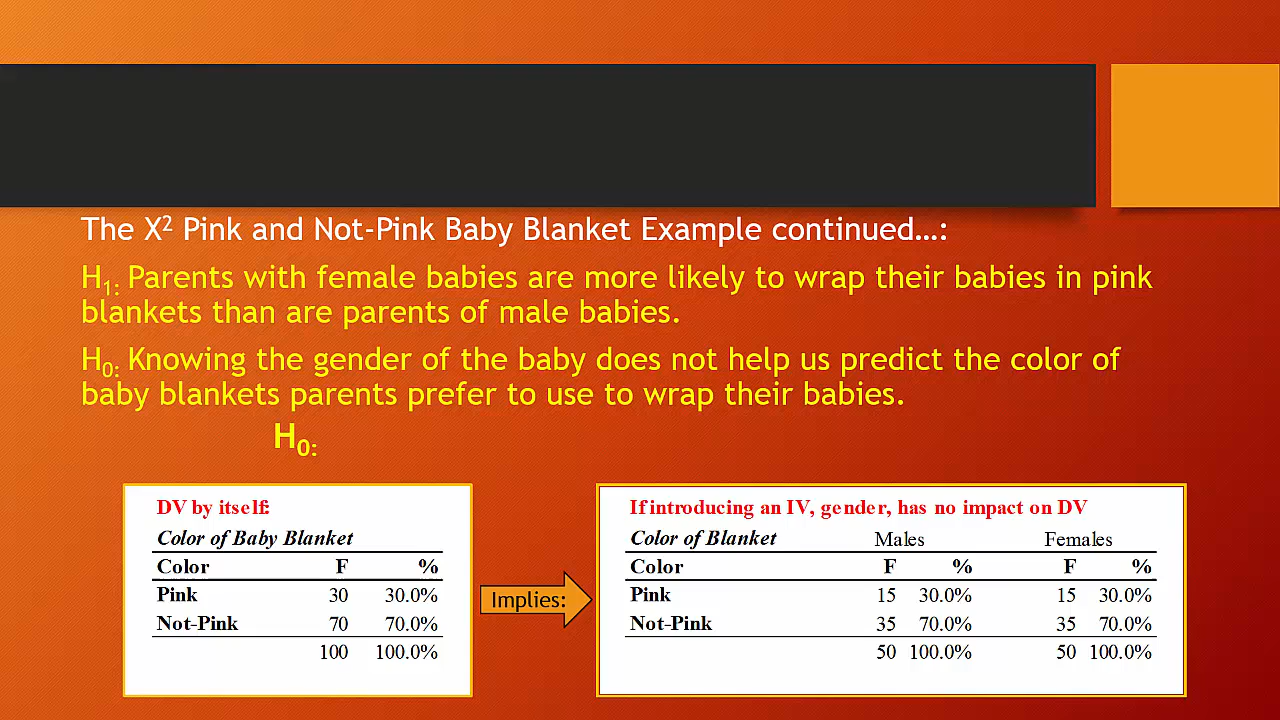 The X² Pink and Not-Pink Baby Blanket Example continued…:
H₁: Parents with female babies are more likely to wrap their babies in pink
blankets than are parents of male babies.
H₀: Knowing the gender of the baby does not help us predict the color of
baby blankets parents prefer to use to wrap their babies.
H₀:
DV by itself:
Color of Baby Blanket
Color F %
Pink 30 30.0%
Not-Pink 70 70.0%
100 100.0%
Implies:
If introducing an IV, gender, has no impact on DV
Color of Blanket Males Females
Color F % F %
Pink 15 30.0% 15 30.0%
Not-Pink 35 70.0% 35 70.0%
50 100.0% 50 100.0%